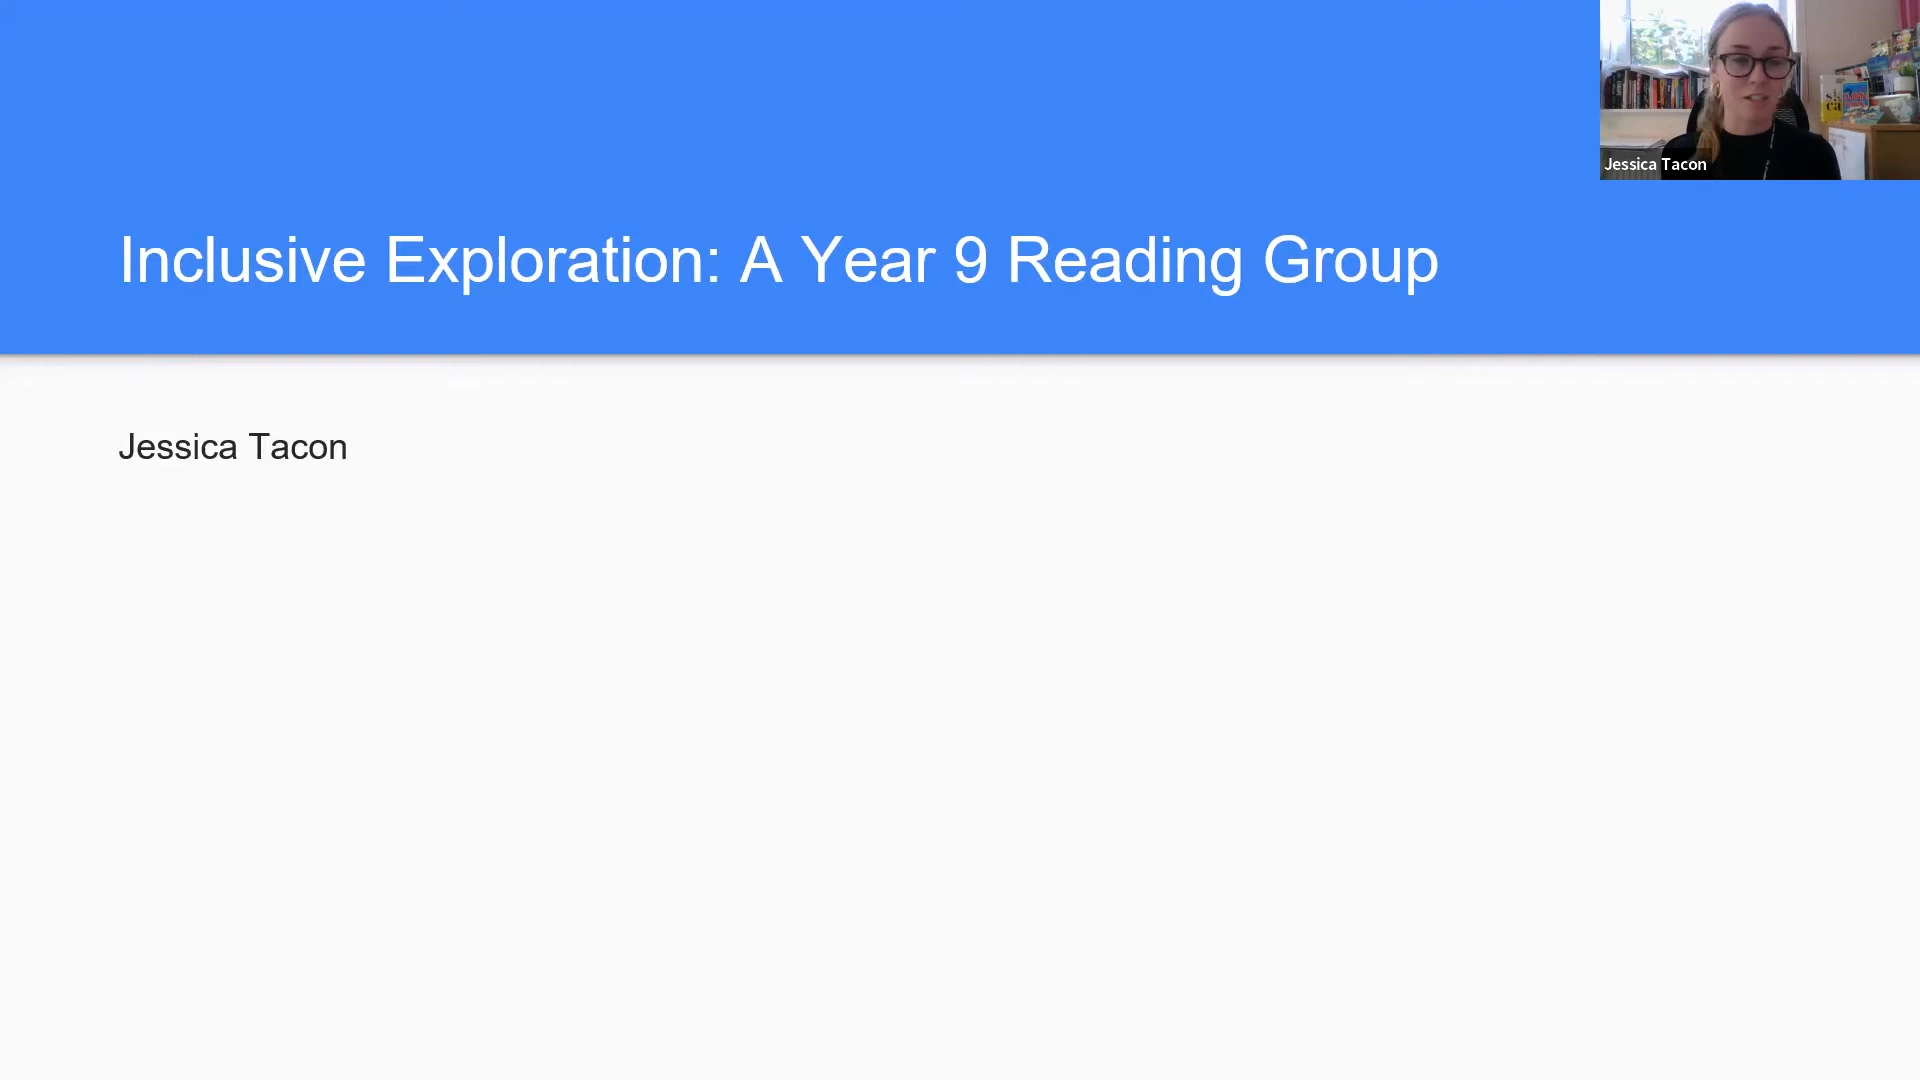 Inclusive Exploration: A Year 9 Reading Group
Jessica Tacon
Jessica Tacon